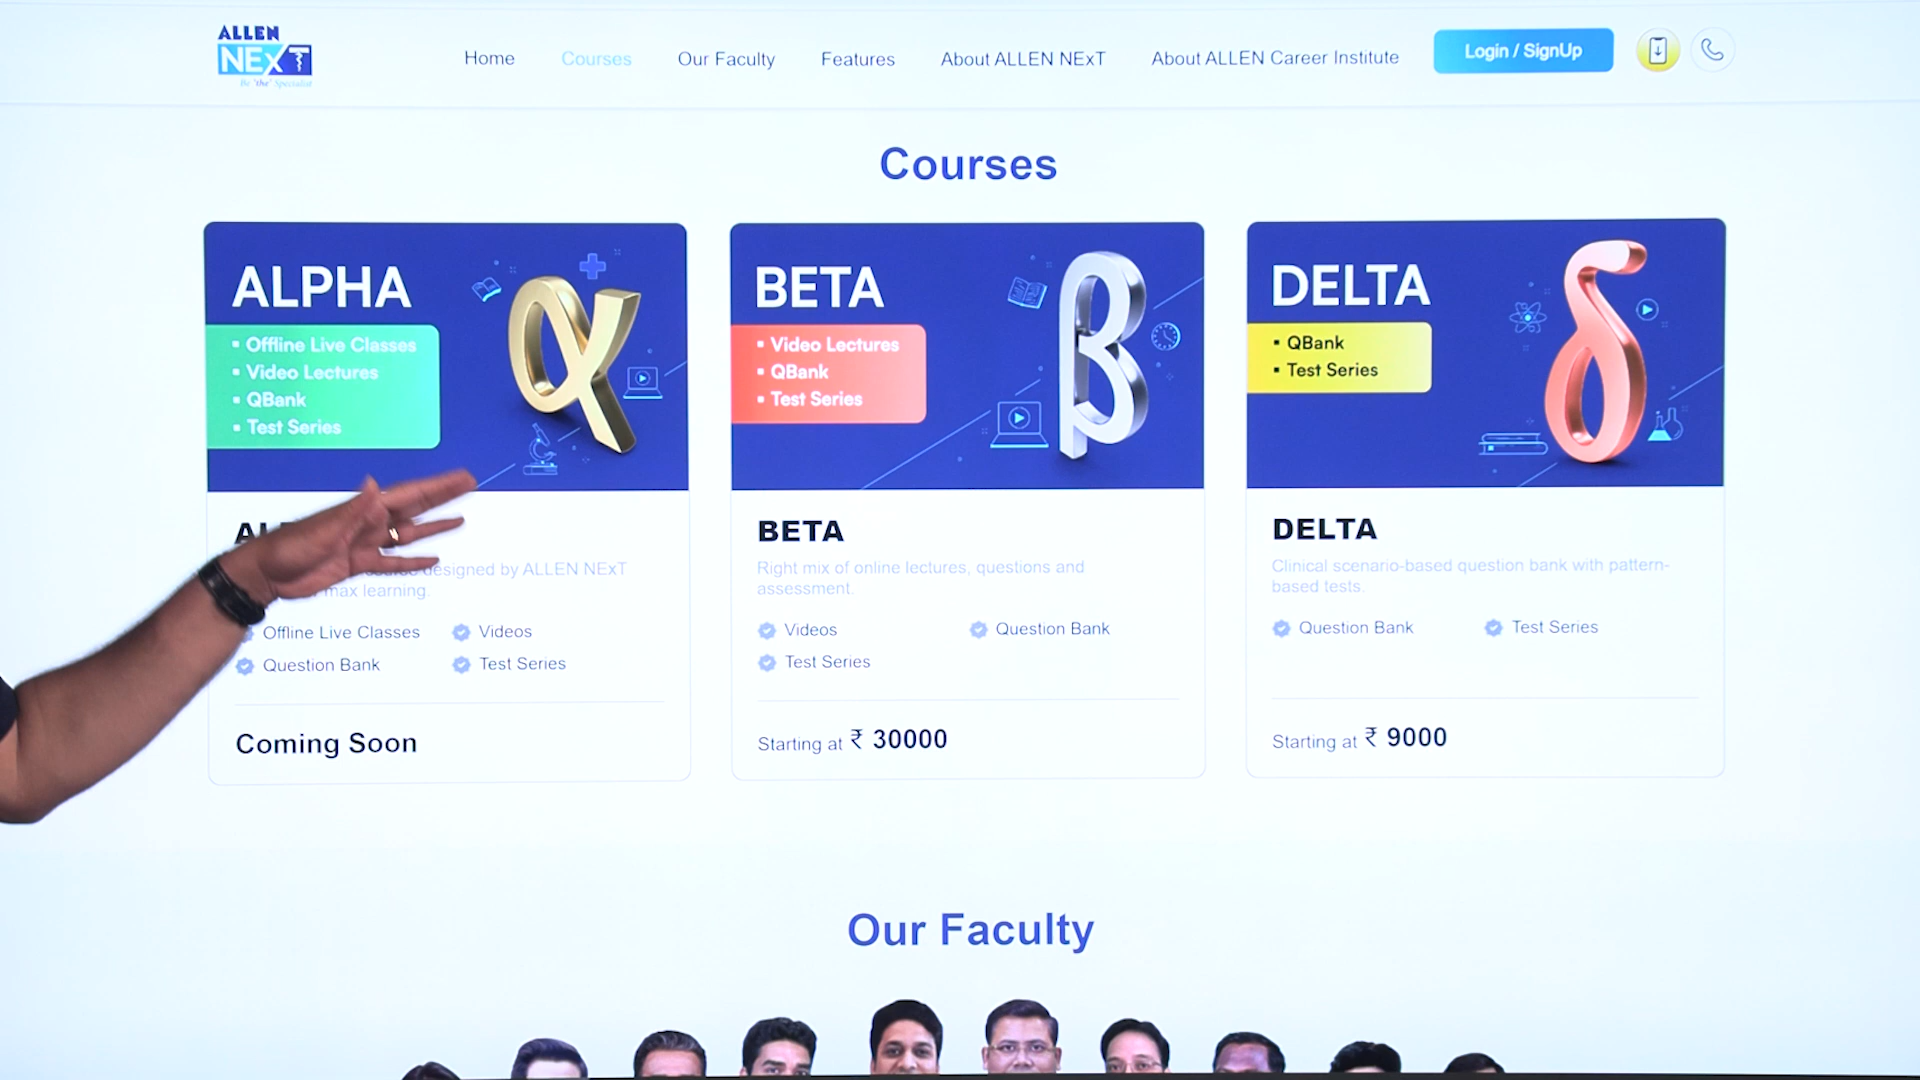 ALLEN
NExT
Be "the" Specialist
Home
Courses
Our Faculty
Features
About ALLEN NExT
About ALLEN Career Institute
Login / SignUp
Courses
ALPHA
▪ Offline Live Classes
▪ Video Lectures
▪ QBank
▪ Test Series
α
BETA
▪ Video Lectures
▪ QBank
▪ Test Series
β
DELTA
▪ QBank
▪ Test Series
δ
designed by ALLEN NExT
max learning.
Offline Live Classes
Videos
Question Bank
Test Series
Coming Soon
BETA
Right mix of online lectures, questions and
assessment.
Videos
Question Bank
Test Series
Starting at ₹ 30000
DELTA
Clinical scenario-based question bank with pattern-
based tests.
Question Bank
Test Series
Starting at ₹ 9000
Our Faculty